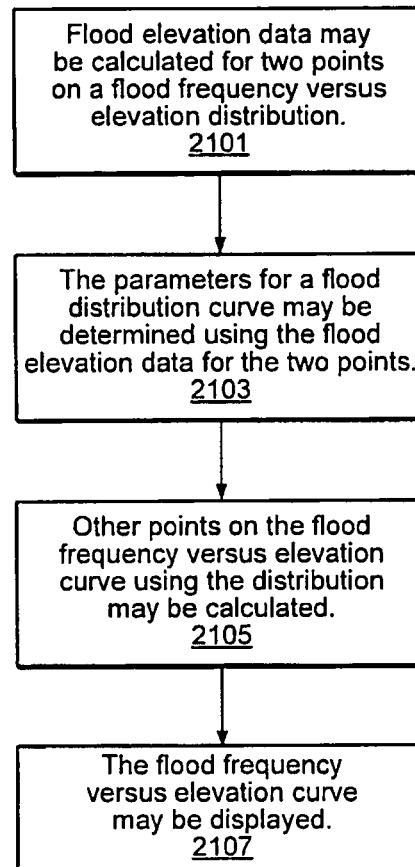 Flood elevation data may
be calculated for two points
on a flood frequency versus
elevation distribution.
2101
The parameters for a flood
distribution curve may be
determined using the flood
elevation data for the two points.
2103
Other points on the flood
frequency versus elevation
curve using the distribution
may be calculated.
2105
The flood frequency
versus elevation curve
may be displayed.
2107